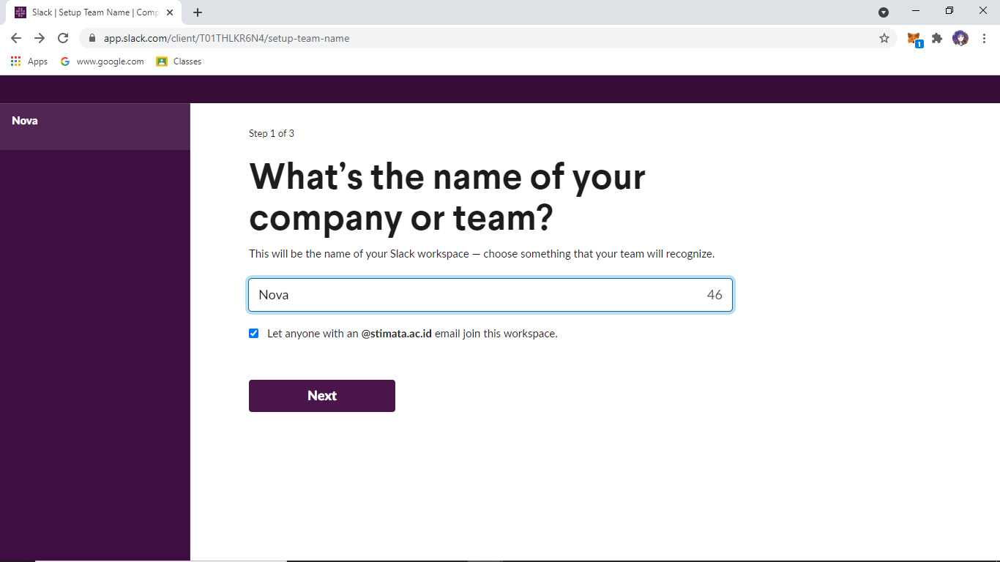 Slack | Setup Team Name | Comp
app.slack.com/client/T01THLKR6N4/setup-team-name
1
Apps
www.google.com
Classes
Nova
Step 1 of 3
What's the name of your
company or team?
This will be the name of your Slack workspace — choose something that your team will recognize.
Nova 46
Let anyone with an @stimata.ac.id email join this workspace.
Next